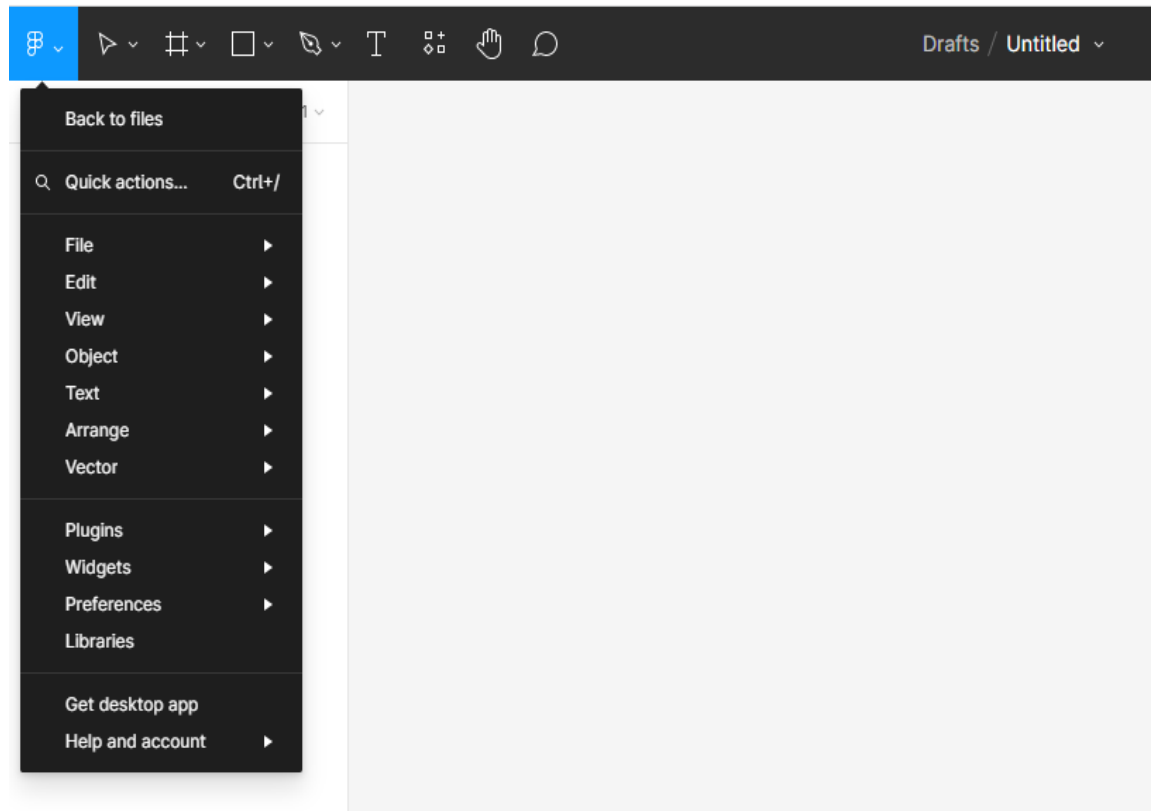 Drafts / Untitled
Back to files
Quick actions... Ctrl+/
File
Edit
View
Object
Text
Arrange
Vector
Plugins
Widgets
Preferences
Libraries
Get desktop app
Help and account